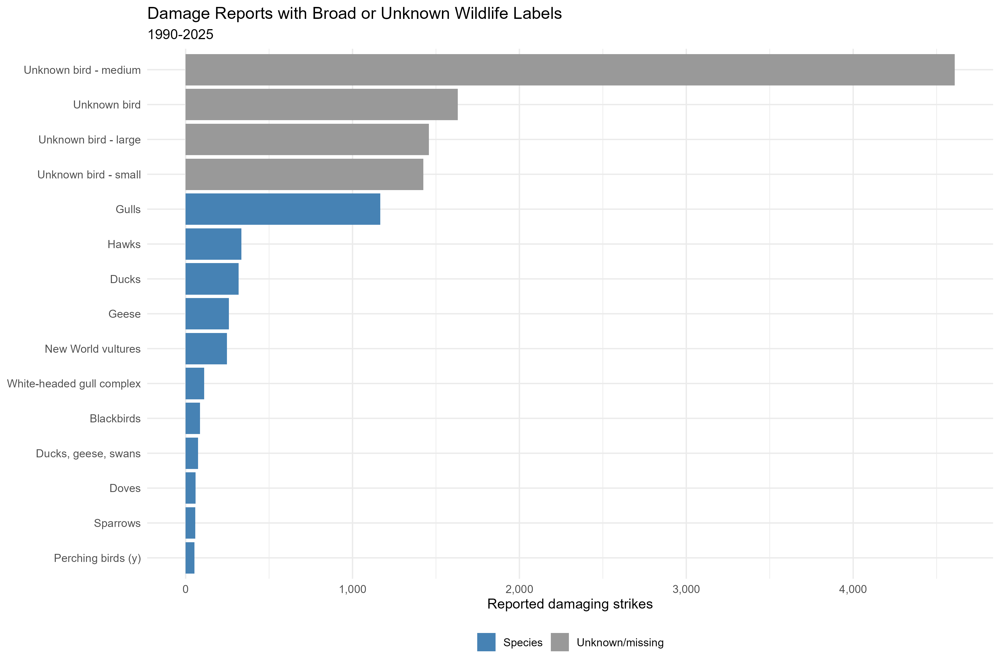 Damage Reports with Broad or Unknown Wildlife Labels
1990-2025
Unknown bird - medium
Unknown bird
Unknown bird - large
Unknown bird - small
Gulls
Hawks
Ducks
Geese
New World vultures
White-headed gull complex
Blackbirds
Ducks, geese, swans
Doves
Sparrows
Perching birds (y)
0 1,000 2,000 3,000 4,000
Reported damaging strikes
Species Unknown/missing